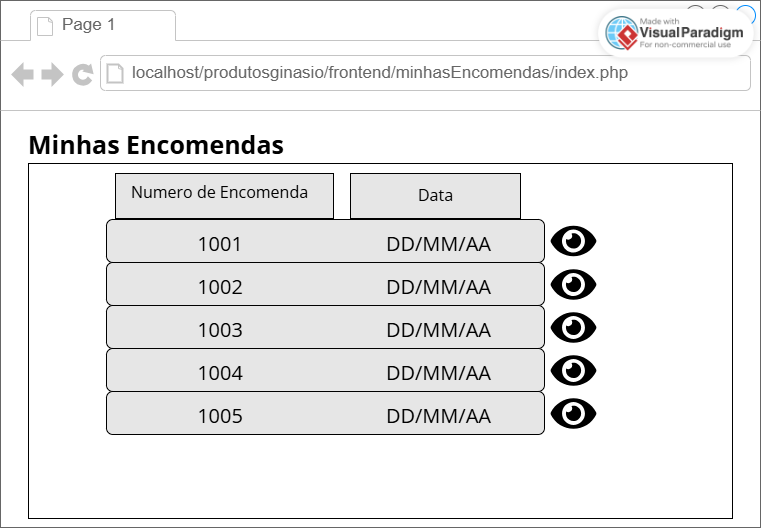 Page 1
Made with
VisualParadigm
For non-commercial use
localhost/produtosginasio/frontend/minhasEncomendas/index.php
Minhas Encomendas
Numero de Encomenda Data
1001 DD/MM/AA
1002 DD/MM/AA
1003 DD/MM/AA
1004 DD/MM/AA
1005 DD/MM/AA